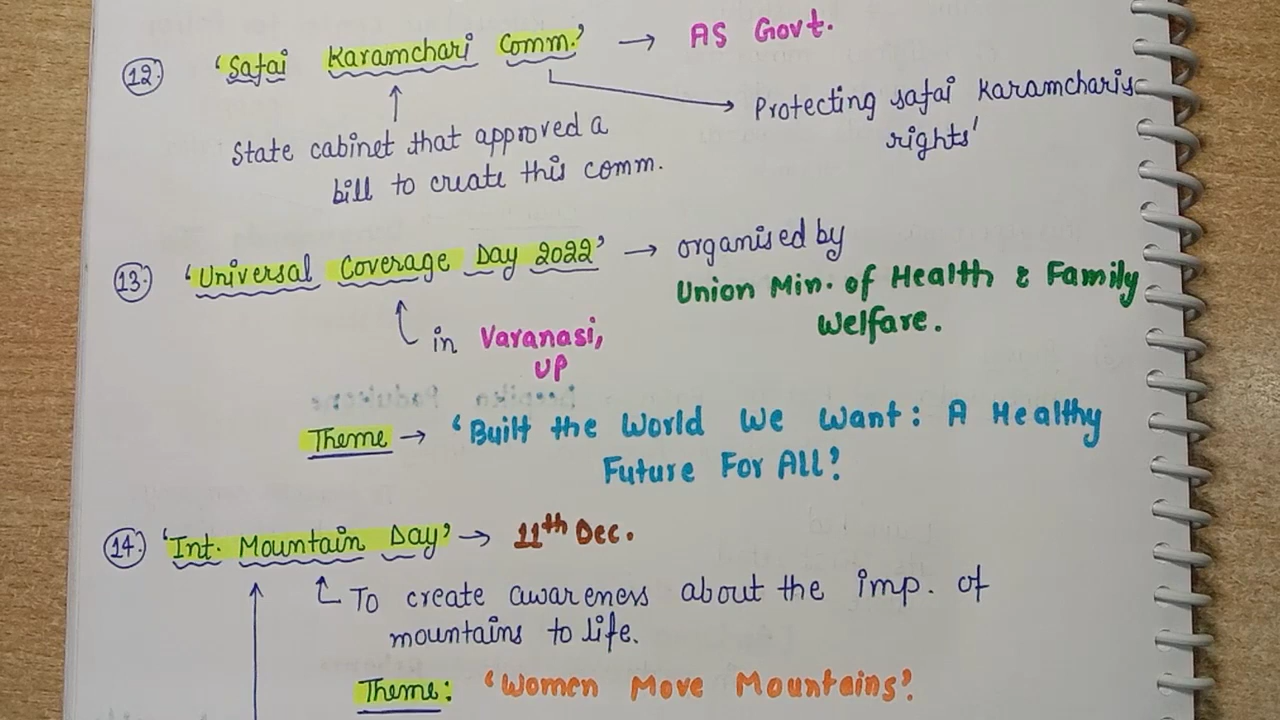 12. 'Safai Karamchari Comm.' → AS Govt.
Protecting safai karamcharis
rights'
State cabinet that approved a
bill to create this comm.
13. 'Universal Coverage Day 2022' → organised by
Union Min. of Health & Family
Welfare.
in Varanasi,
UP
Theme → 'Built the World We Want: A Healthy
Future For All'.
14. 'Int. Mountain Day' → 11th Dec.
To create awareness about the imp. of
mountains to life.
Theme: 'Women Move Mountains'.